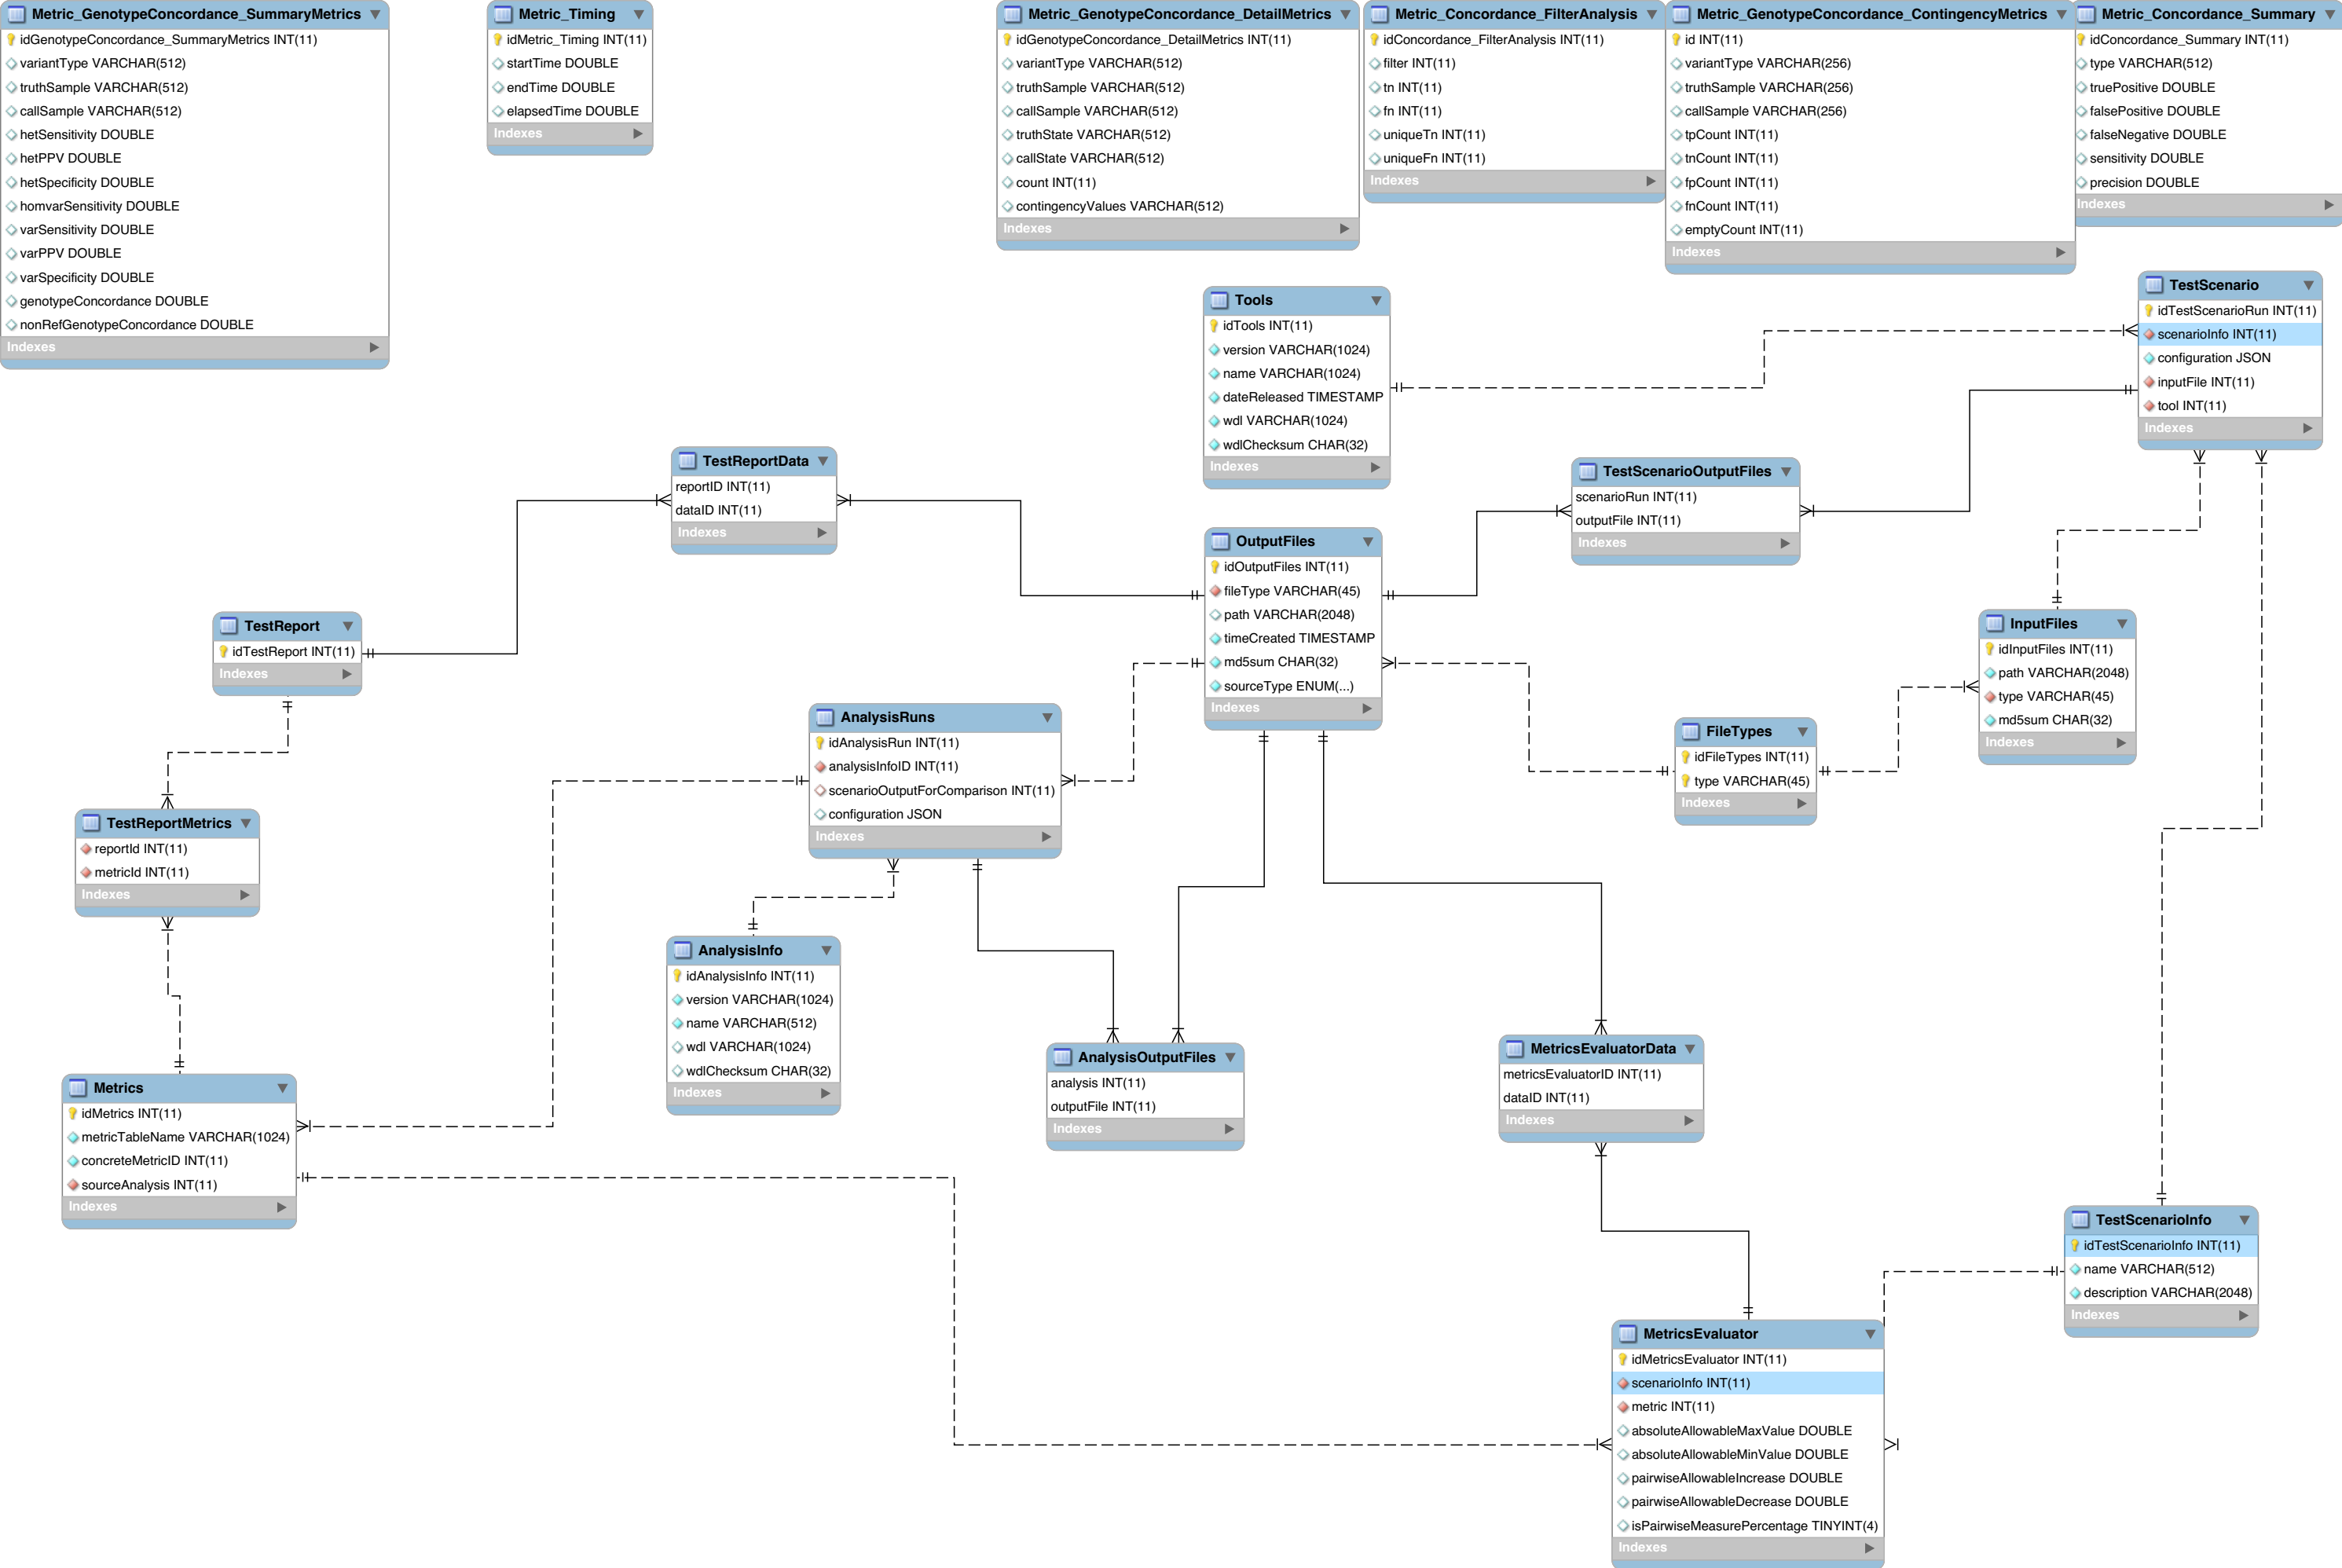 Metric_GenotypeConcordance_SummaryMetrics
idGenotypeConcordance_SummaryMetrics INT(11)
variantType VARCHAR(512)
truthSample VARCHAR(512)
callSample VARCHAR(512)
hetSensitivity DOUBLE
hetPPV DOUBLE
hetSpecificity DOUBLE
homvarSensitivity DOUBLE
varSensitivity DOUBLE
varPPV DOUBLE
varSpecificity DOUBLE
genotypeConcordance DOUBLE
nonRefGenotypeConcordance DOUBLE
Indexes
Metric_Timing
idMetric_Timing INT(11)
startTime DOUBLE
endTime DOUBLE
elapsedTime DOUBLE
Indexes
Metric_GenotypeConcordance_DetailMetrics
idGenotypeConcordance_DetailMetrics INT(11)
variantType VARCHAR(512)
truthSample VARCHAR(512)
callSample VARCHAR(512)
truthState VARCHAR(512)
callState VARCHAR(512)
count INT(11)
contingencyValues VARCHAR(512)
Indexes
Metric_Concordance_FilterAnalysis
idConcordance_FilterAnalysis INT(11)
filter INT(11)
tn INT(11)
fn INT(11)
uniqueTn INT(11)
uniqueFn INT(11)
Indexes
Metric_GenotypeConcordance_ContingencyMetrics
id INT(11)
variantType VARCHAR(256)
truthSample VARCHAR(256)
callSample VARCHAR(256)
tpCount INT(11)
tnCount INT(11)
fpCount INT(11)
fnCount INT(11)
emptyCount INT(11)
Indexes
Metric_Concordance_Summary
idConcordance_Summary INT(11)
type VARCHAR(512)
truePositive DOUBLE
falsePositive DOUBLE
falseNegative DOUBLE
sensitivity DOUBLE
precision DOUBLE
Indexes
Tools
idTools INT(11)
version VARCHAR(1024)
name VARCHAR(1024)
dateReleased TIMESTAMP
wdl VARCHAR(1024)
wdlChecksum CHAR(32)
Indexes
TestScenario
idTestScenarioRun INT(11)
scenarioInfo INT(11)
configuration JSON
inputFile INT(11)
tool INT(11)
Indexes
TestReportData
reportID INT(11)
dataID INT(11)
Indexes
TestScenarioOutputFiles
scenarioRun INT(11)
outputFile INT(11)
Indexes
OutputFiles
idOutputFiles INT(11)
fileType VARCHAR(45)
path VARCHAR(2048)
timeCreated TIMESTAMP
md5sum CHAR(32)
sourceType ENUM(...)
Indexes
TestReport
idTestReport INT(11)
Indexes
InputFiles
idInputFiles INT(11)
path VARCHAR(2048)
type VARCHAR(45)
md5sum CHAR(32)
Indexes
AnalysisRuns
idAnalysisRun INT(11)
analysisInfoID INT(11)
scenarioOutputForComparison INT(11)
configuration JSON
Indexes
FileTypes
idFileTypes INT(11)
type VARCHAR(45)
Indexes
TestReportMetrics
reportId INT(11)
metricId INT(11)
Indexes
AnalysisInfo
idAnalysisInfo INT(11)
version VARCHAR(1024)
name VARCHAR(512)
wdl VARCHAR(1024)
wdlChecksum CHAR(32)
Indexes
AnalysisOutputFiles
analysis INT(11)
outputFile INT(11)
Indexes
MetricsEvaluatorData
metricsEvaluatorID INT(11)
dataID INT(11)
Indexes
Metrics
idMetrics INT(11)
metricTableName VARCHAR(1024)
concreteMetricID INT(11)
sourceAnalysis INT(11)
Indexes
TestScenarioInfo
idTestScenarioInfo INT(11)
name VARCHAR(512)
description VARCHAR(2048)
Indexes
MetricsEvaluator
idMetricsEvaluator INT(11)
scenarioInfo INT(11)
metric INT(11)
absoluteAllowableMaxValue DOUBLE
absoluteAllowableMinValue DOUBLE
pairwiseAllowableIncrease DOUBLE
pairwiseAllowableDecrease DOUBLE
isPairwiseMeasurePercentage TINYINT(4)
Indexes